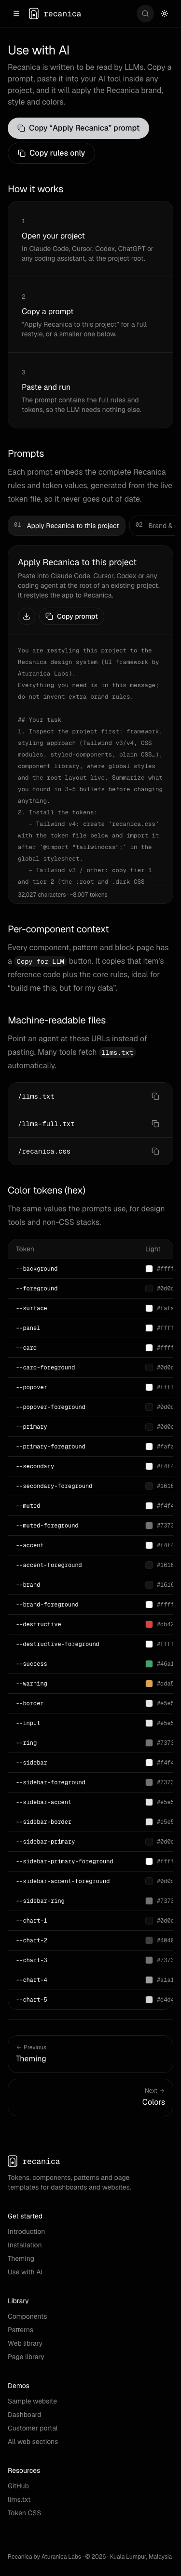 recanica
Use with AI
Recanica is written to be read by LLMs. Copy a
prompt, paste it into your AI tool inside any
project, and it will apply the Recanica brand,
style and colors.
Copy "Apply Recanica" prompt
Copy rules only
How it works
1
Open your project
In Claude Code, Cursor, Codex, ChatGPT or
any coding assistant, at the project root.
2
Copy a prompt
"Apply Recanica to this project" for a full
restyle, or a smaller one below.
3
Paste and run
The prompt contains the full rules and
tokens, so the LLM needs nothing else.
Prompts
Each prompt embeds the complete Recanica
rules and token values, generated from the live
token file, so it never goes out of date.
01 Apply Recanica to this project
02 Brand &
Apply Recanica to this project
Paste into Claude Code, Cursor, Codex or any
coding agent at the root of an existing project.
It restyles the app to Recanica.
Copy prompt
You are restyling this project to the
Recanica design system (UI framework by
Aturanica Labs).
Everything you need is in this message;
do not invent extra brand rules.
## Your task
1. Inspect the project first: framework,
styling approach (Tailwind v3/v4, CSS
modules, styled-components, plain CSS…),
component library, where global styles
and the root layout live. Summarize what
you found in 3–5 bullets before changing
anything.
2. Install the tokens:
- Tailwind v4: create `recanica.css`
with the token file below and import it
after `@import "tailwindcss";` in the
global stylesheet.
- Tailwind v3 / other: copy tier 1
and tier 2 (the :root and .dark CSS
32,027 characters · ~8,007 tokens
Per-component context
Every component, pattern and block page has
a Copy for LLM button. It copies that item's
reference code plus the core rules, ideal for
"build me this, but for my data".
Machine-readable files
Point an agent at these URLs instead of
pasting. Many tools fetch llms.txt
automatically.
/llms.txt
/llms-full.txt
/recanica.css
Color tokens (hex)
The same values the prompts use, for design
tools and non-CSS stacks.
Token Light
--background
--foreground
--surface
--panel
--card
--card-foreground
--popover
--popover-foreground
--primary
--primary-foreground
--secondary
--secondary-foreground
--muted
--muted-foreground
--accent
--accent-foreground
--brand
--brand-foreground
--destructive
--destructive-foreground
--success
--warning
--border
--input
--ring
--sidebar
--sidebar-foreground
--sidebar-accent
--sidebar-border
--sidebar-primary
--sidebar-primary-foreground
--sidebar-accent-foreground
--sidebar-ring
--chart-1
--chart-2
--chart-3
--chart-4
--chart-5
← Previous
Theming
Next →
Colors
recanica
Tokens, components, patterns and page
templates for dashboards and websites.
Get started
Introduction
Installation
Theming
Use with AI
Library
Components
Patterns
Web library
Page library
Demos
Sample website
Dashboard
Customer portal
All web sections
Resources
GitHub
llms.txt
Token CSS
Recanica by Aturanica Labs · © 2026 · Kuala Lumpur, Malaysia